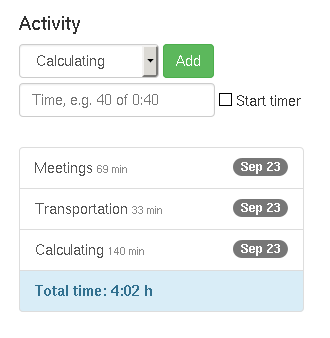 Activity
Calculating
Add
Time, e.g. 40 of 0:40
Start timer
Meetings 69 min Sep 23
Transportation 33 min Sep 23
Calculating 140 min Sep 23
Total time: 4:02 h